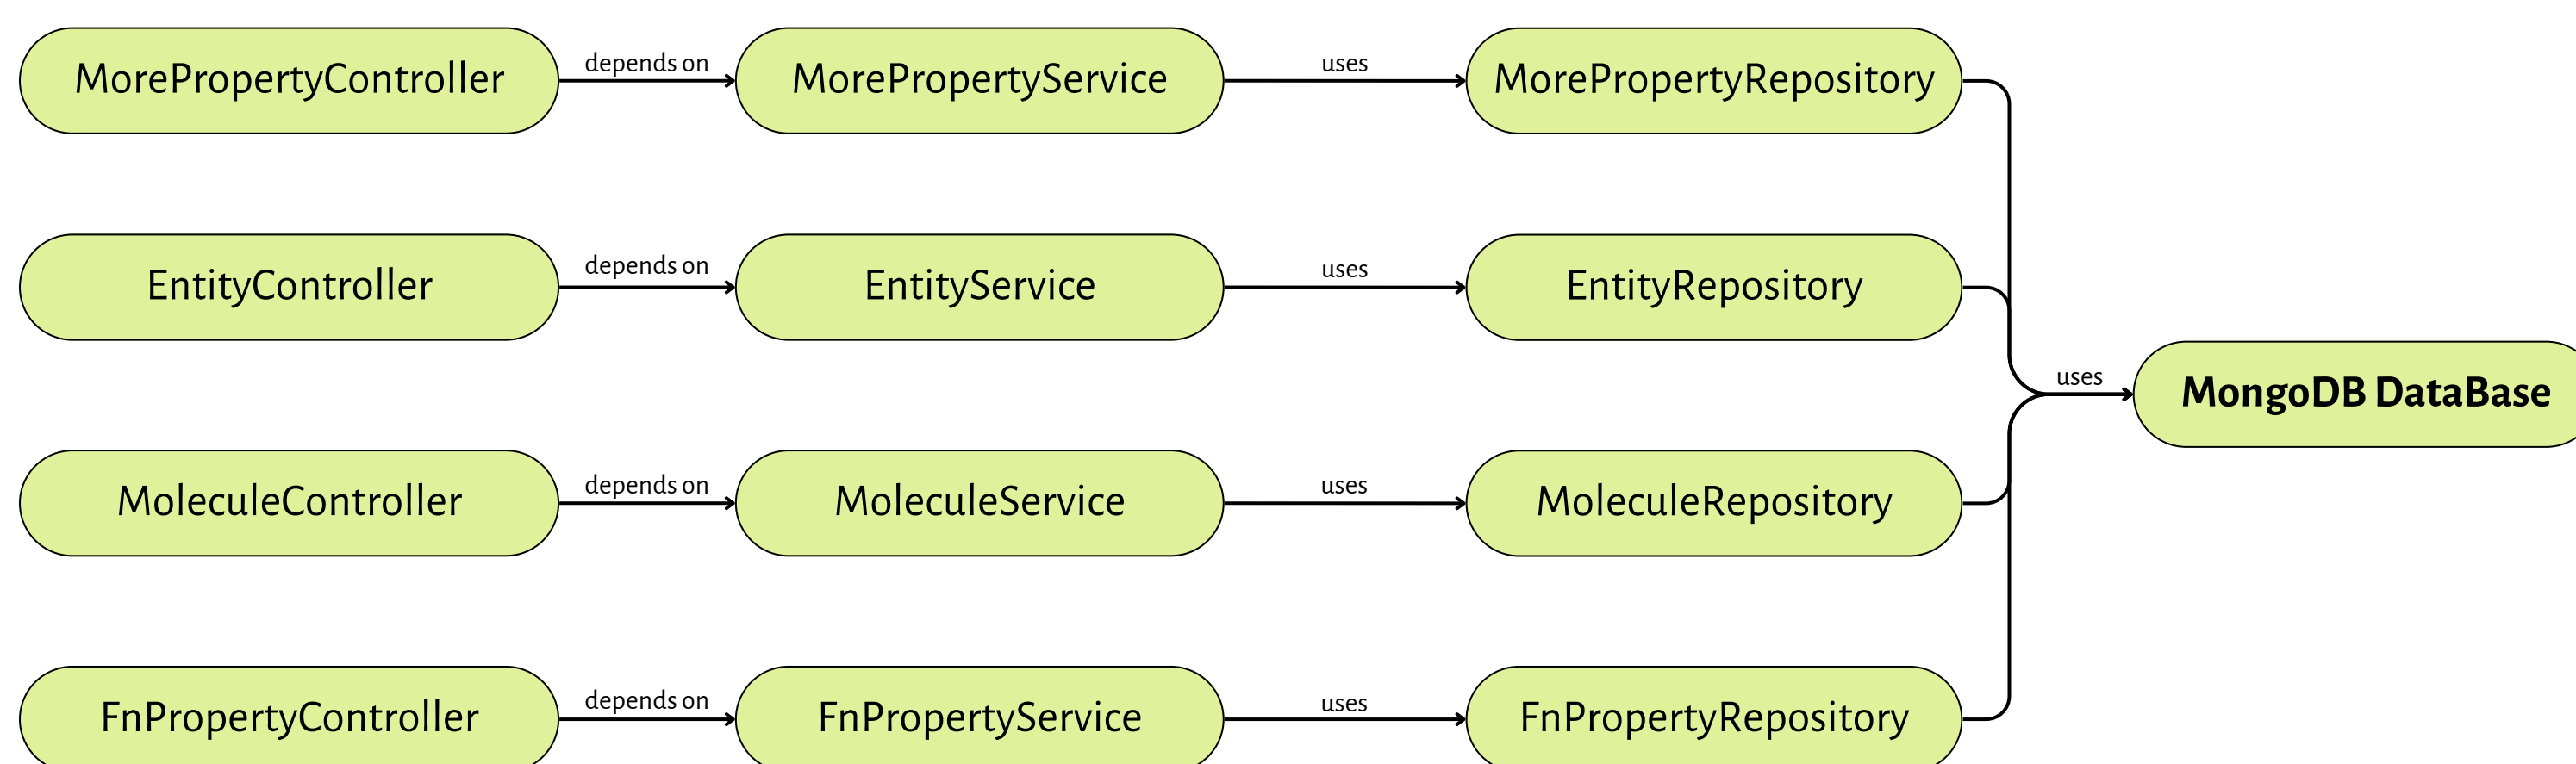 MorePropertyController
depends on
MorePropertyService
uses
MorePropertyRepository
EntityController
depends on
EntityService
uses
EntityRepository
uses
MongoDB DataBase
MoleculeController
depends on
MoleculeService
uses
MoleculeRepository
FnPropertyController
depends on
FnPropertyService
uses
FnPropertyRepository